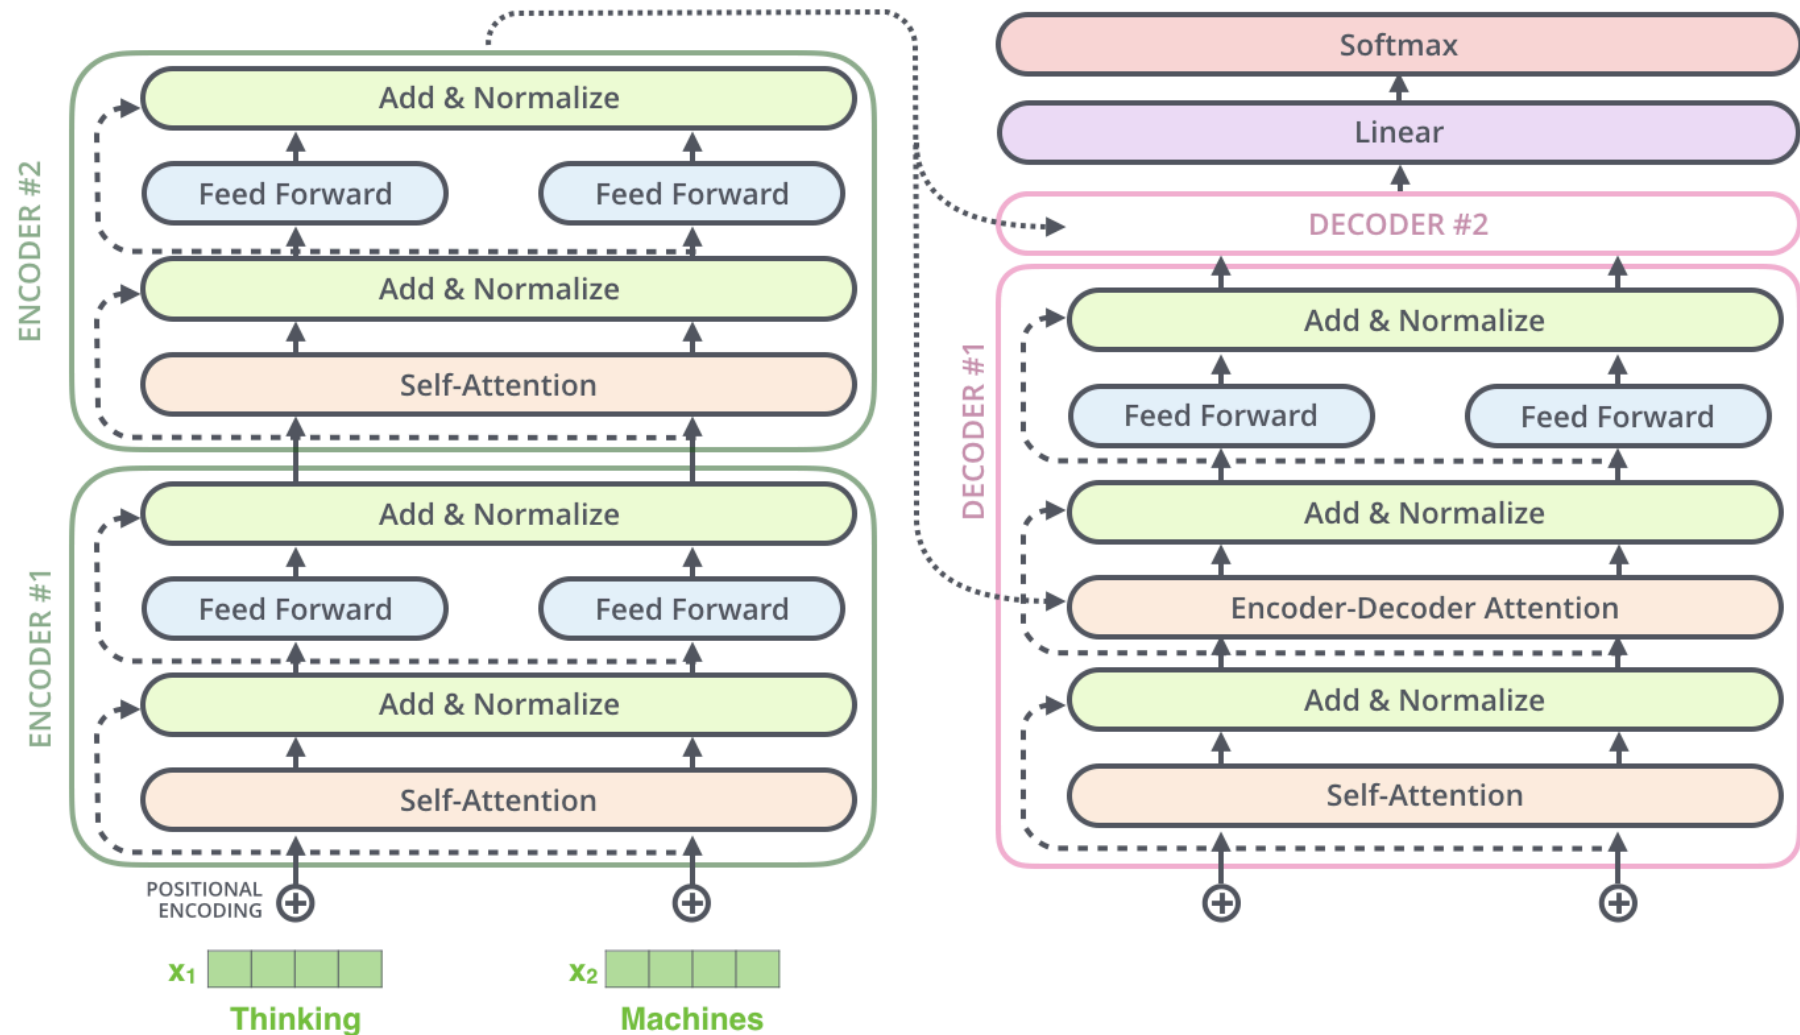 ENCODER #2
Add & Normalize
Feed Forward
Feed Forward
Add & Normalize
Self-Attention
ENCODER #1
Add & Normalize
Feed Forward
Feed Forward
Add & Normalize
Self-Attention
POSITIONAL
ENCODING
x₁
x₂
Thinking
Machines
Softmax
Linear
DECODER #2
DECODER #1
Add & Normalize
Feed Forward
Feed Forward
Add & Normalize
Encoder-Decoder Attention
Add & Normalize
Self-Attention